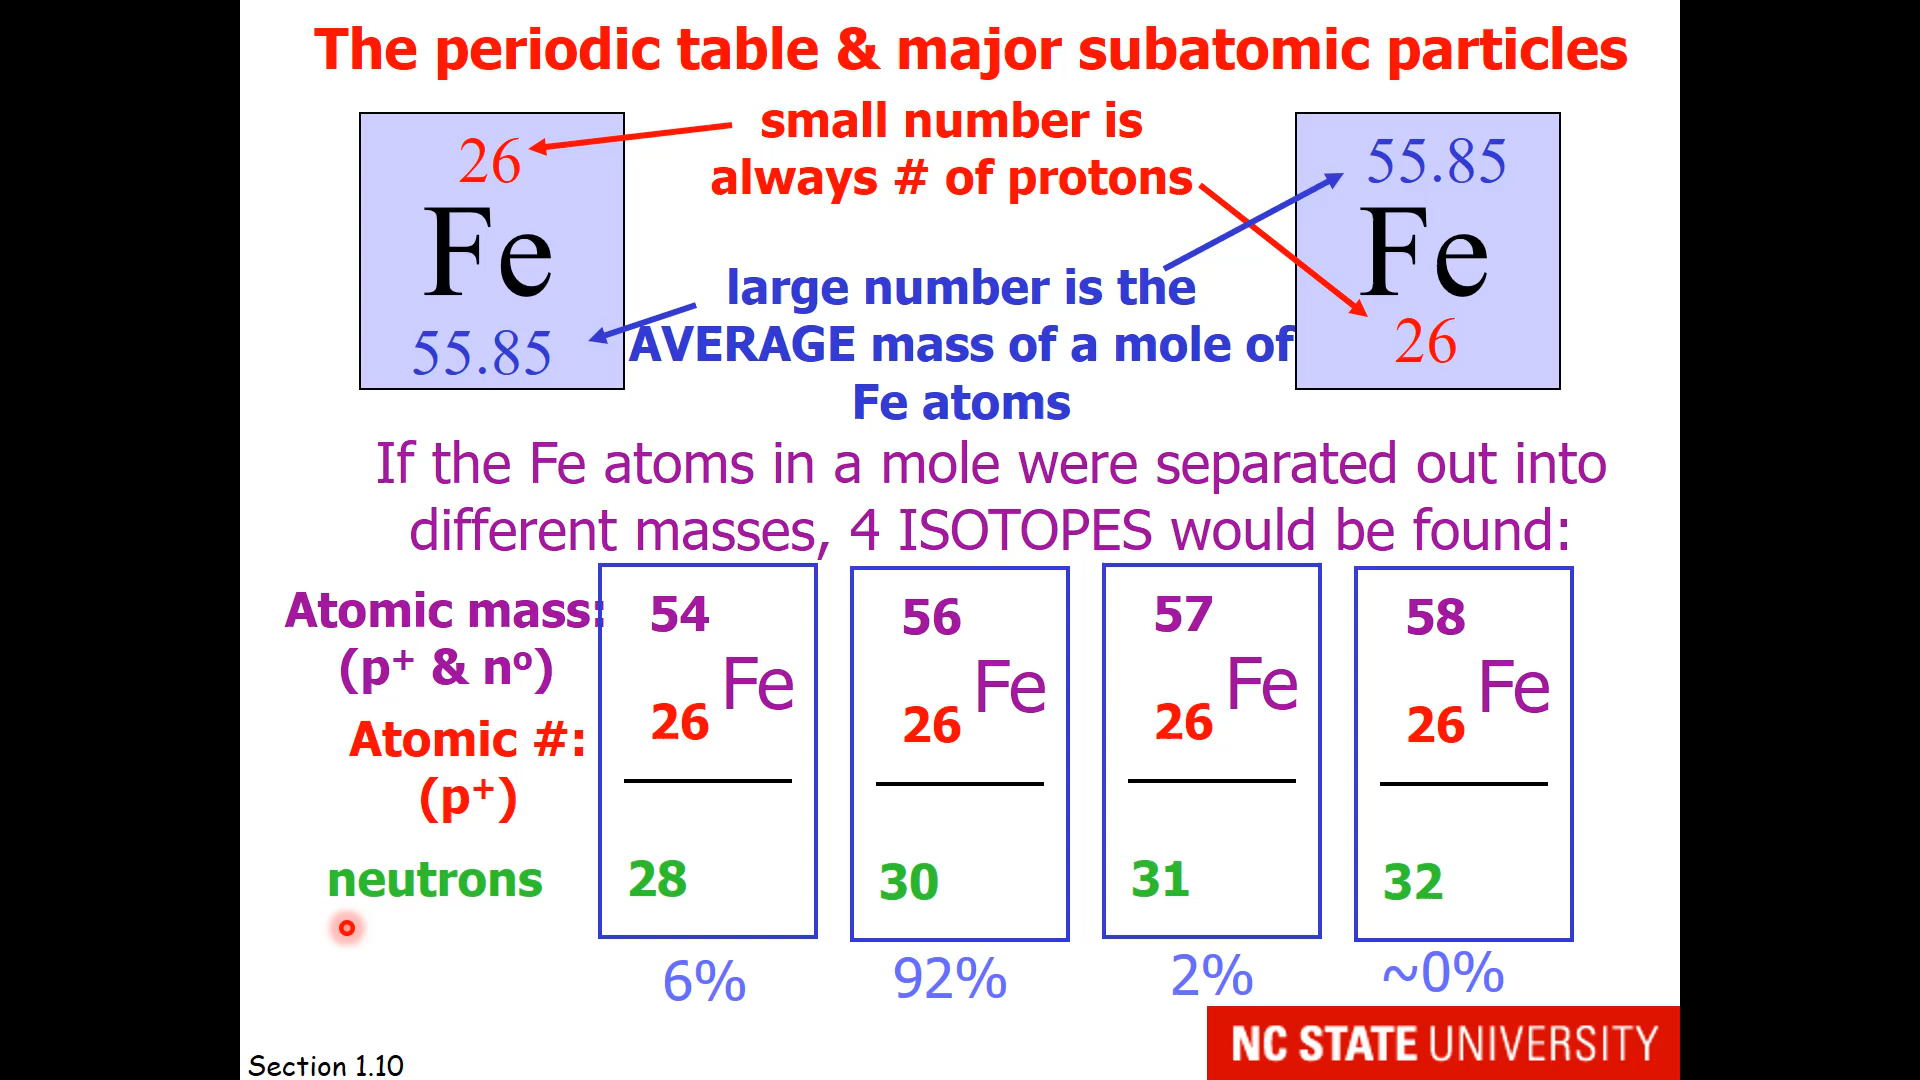 The periodic table & major subatomic particles
26
Fe
55.85
small number is
always # of protons
large number is the
AVERAGE mass of a mole of
Fe atoms
55.85
Fe
26
If the Fe atoms in a mole were separated out into
different masses, 4 ISOTOPES would be found:
Atomic mass:
(p⁺ & nᵒ)
Atomic #:
(p⁺)
neutrons
54
Fe
26
28
6%
56
Fe
26
30
92%
57
Fe
26
31
2%
58
Fe
26
32
~0%
Section 1.10
NC STATE UNIVERSITY